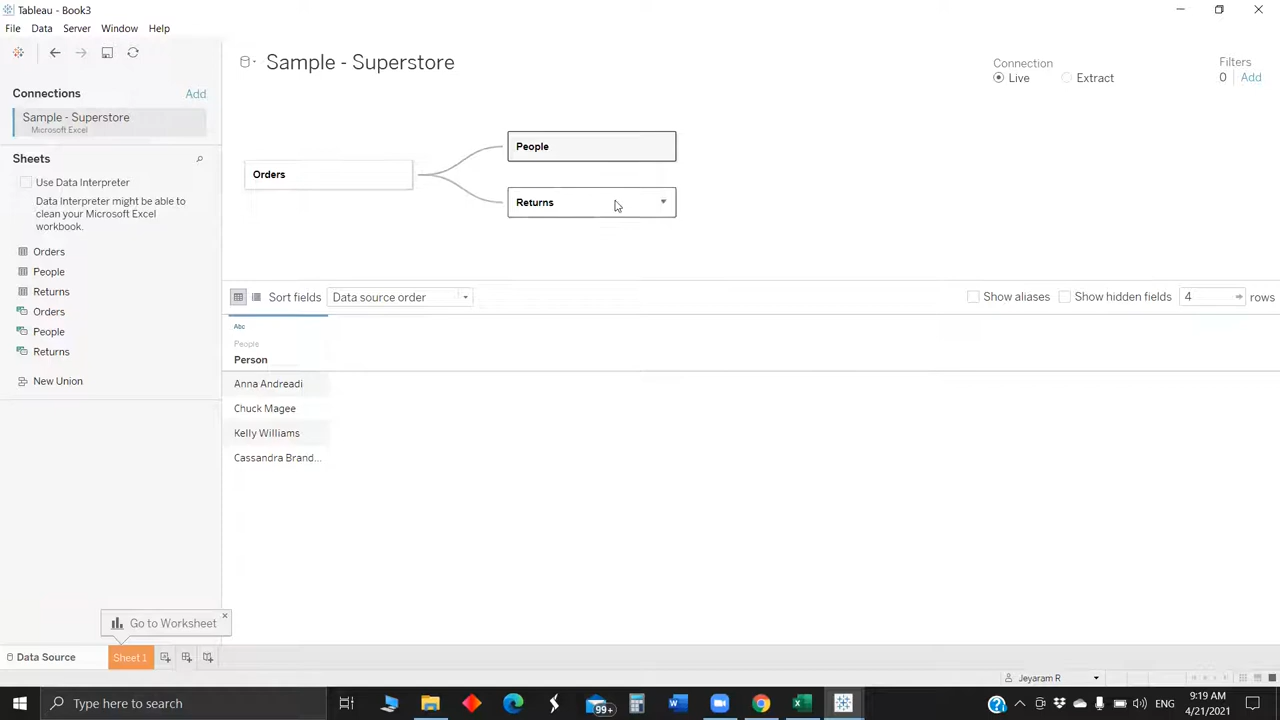 Tableau - Book3
File Data Server Window Help
Sample - Superstore
Connection
Live Extract
Filters
0 Add
Connections Add
Sample - Superstore
Microsoft Excel
Sheets
Use Data Interpreter
Data Interpreter might be able to
clean your Microsoft Excel
workbook.
Orders
People
Returns
Orders
People
Returns
New Union
Orders
People
Returns
Sort fields Data source order Show aliases Show hidden fields 4 rows
Abc
People
Person
Anna Andreadi
Chuck Magee
Kelly Williams
Cassandra Brand...
Go to Worksheet
Data Source Sheet 1
Jeyaram R
Type here to search
99+
ENG
9:19 AM
4/21/2021